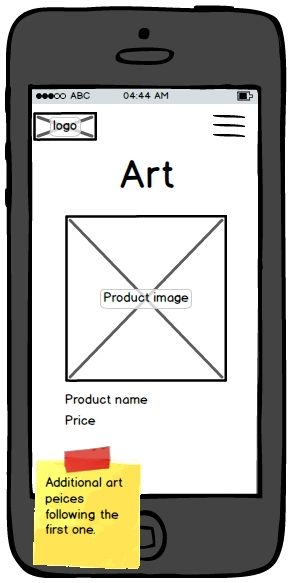 ABC 04:44 AM
logo
Art
Product image
Product name
Price
Additional art
peices
following the
first one.